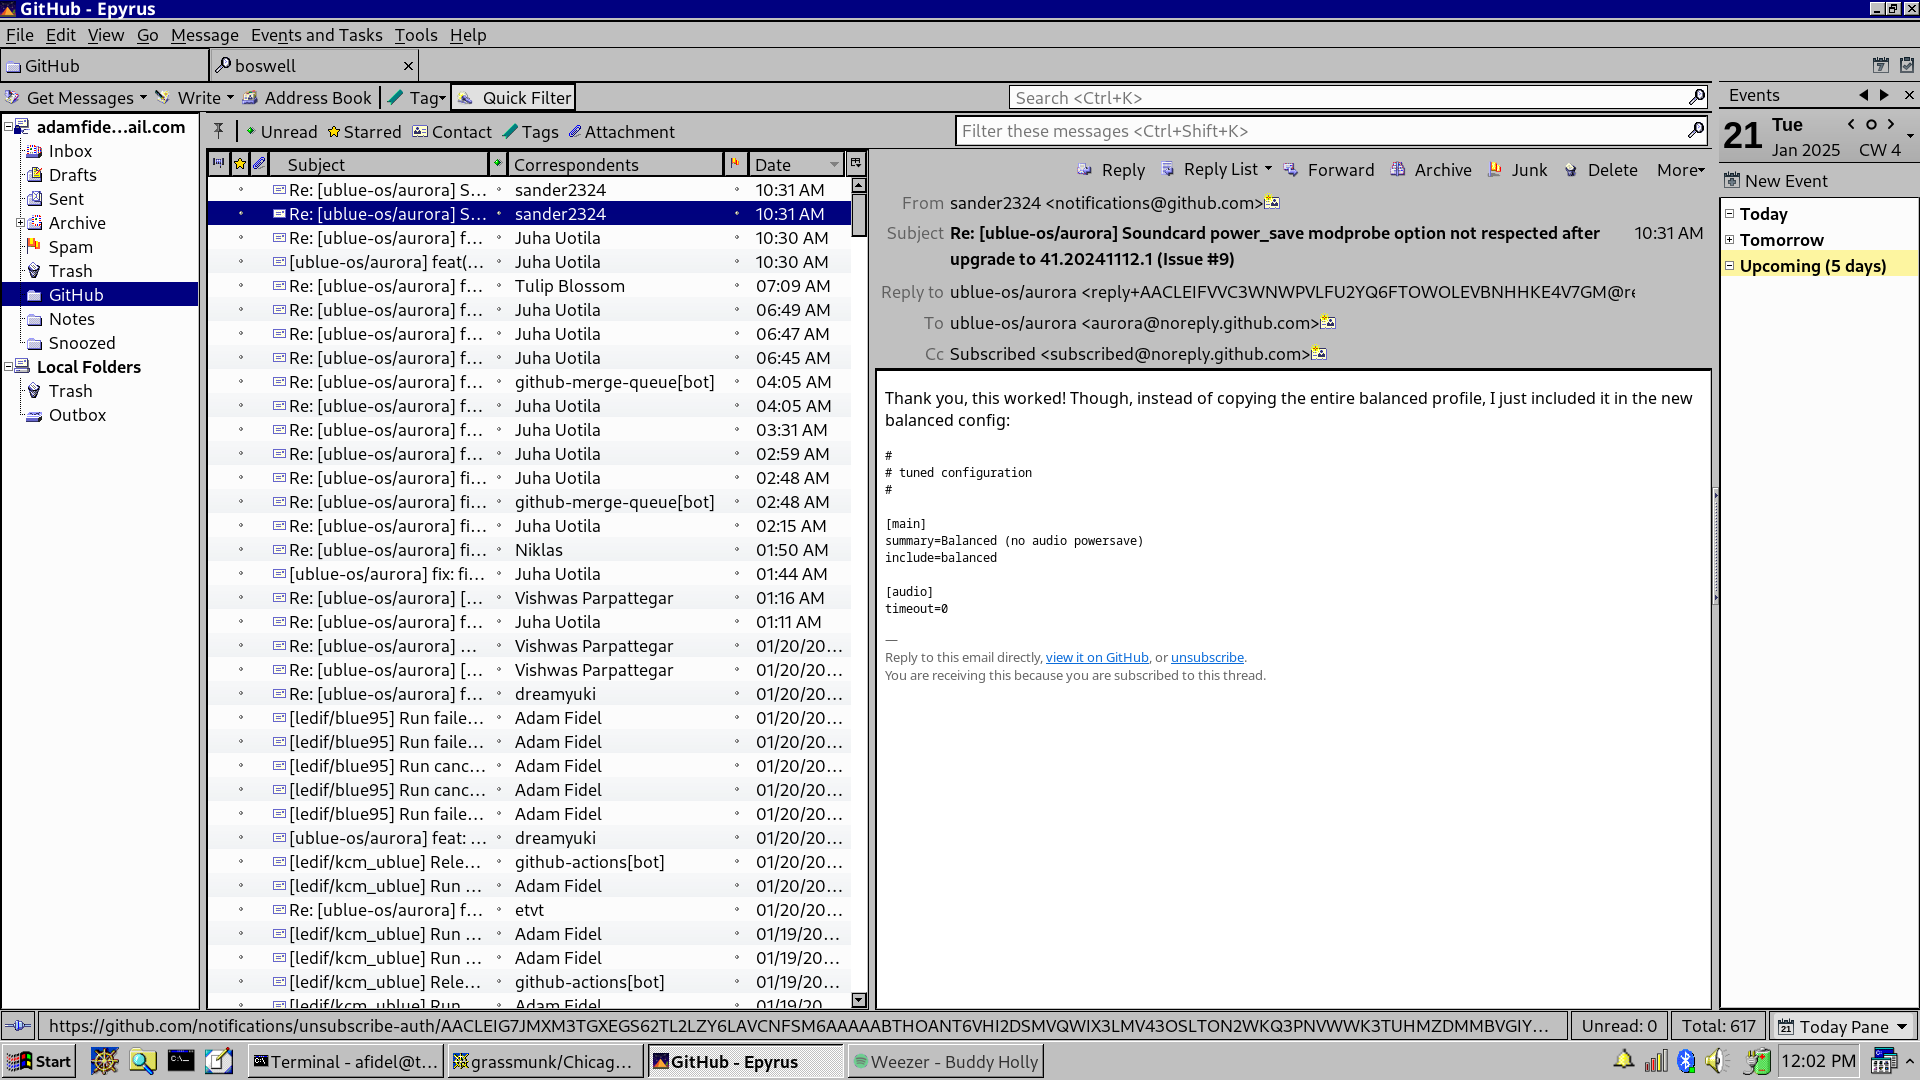 GitHub - Epyrus
File Edit View Go Message Events and Tasks Tools Help
GitHub
boswell
Get Messages Write Address Book Tag Quick Filter Search <Ctrl+K>
adamfide...ail.com
Inbox
Drafts
Sent
Archive
Spam
Trash
GitHub
Notes
Snoozed
Local Folders
Trash
Outbox
Unread Starred Contact Tags Attachment Filter these messages <Ctrl+Shift+K>
Subject Correspondents Date
Re: [ublue-os/aurora] S... sander2324 10:31 AM
Re: [ublue-os/aurora] S... sander2324 10:31 AM
Re: [ublue-os/aurora] f... Juha Uotila 10:30 AM
[ublue-os/aurora] feat(... Juha Uotila 10:30 AM
Re: [ublue-os/aurora] f... Tulip Blossom 07:09 AM
Re: [ublue-os/aurora] f... Juha Uotila 06:49 AM
Re: [ublue-os/aurora] f... Juha Uotila 06:47 AM
Re: [ublue-os/aurora] f... Juha Uotila 06:45 AM
Re: [ublue-os/aurora] f... github-merge-queue[bot] 04:05 AM
Re: [ublue-os/aurora] f... Juha Uotila 04:05 AM
Re: [ublue-os/aurora] f... Juha Uotila 03:31 AM
Re: [ublue-os/aurora] f... Juha Uotila 02:59 AM
Re: [ublue-os/aurora] fi... Juha Uotila 02:48 AM
Re: [ublue-os/aurora] fi... github-merge-queue[bot] 02:48 AM
Re: [ublue-os/aurora] fi... Juha Uotila 02:15 AM
Re: [ublue-os/aurora] fi... Niklas 01:50 AM
[ublue-os/aurora] fix: fi... Juha Uotila 01:44 AM
Re: [ublue-os/aurora] [... Vishwas Parpattegar 01:16 AM
Re: [ublue-os/aurora] f... Juha Uotila 01:11 AM
Re: [ublue-os/aurora] ... Vishwas Parpattegar 01/20/20...
Re: [ublue-os/aurora] [... Vishwas Parpattegar 01/20/20...
Re: [ublue-os/aurora] f... dreamyuki 01/20/20...
[ledif/blue95] Run faile... Adam Fidel 01/20/20...
[ledif/blue95] Run faile... Adam Fidel 01/20/20...
[ledif/blue95] Run canc... Adam Fidel 01/20/20...
[ledif/blue95] Run canc... Adam Fidel 01/20/20...
[ledif/blue95] Run faile... Adam Fidel 01/20/20...
[ublue-os/aurora] feat: ... dreamyuki 01/20/20...
[ledif/kcm_ublue] Rele... github-actions[bot] 01/20/20...
[ledif/kcm_ublue] Run ... Adam Fidel 01/20/20...
Re: [ublue-os/aurora] f... etvt 01/20/20...
[ledif/kcm_ublue] Run ... Adam Fidel 01/19/20...
[ledif/kcm_ublue] Run ... Adam Fidel 01/19/20...
[ledif/kcm_ublue] Rele... github-actions[bot] 01/19/20...
[ledif/kcm_ublue] Run Adam Fidel 01/19/20
Reply Reply List Forward Archive Junk Delete More
From sander2324 <notifications@github.com>
Subject Re: [ublue-os/aurora] Soundcard power_save modprobe option not respected after 10:31 AM
upgrade to 41.20241112.1 (Issue #9)
Reply to ublue-os/aurora <reply+AACLEIFVVC3WNWPVLFU2YQ6FTOWOLEVBNHHKE4V7GM@re
To ublue-os/aurora <aurora@noreply.github.com>
Cc Subscribed <subscribed@noreply.github.com>
Thank you, this worked! Though, instead of copying the entire balanced profile, I just included it in the new
balanced config:
#
# tuned configuration
#
[main]
summary=Balanced (no audio powersave)
include=balanced
[audio]
timeout=0
—
Reply to this email directly, view it on GitHub, or unsubscribe.
You are receiving this because you are subscribed to this thread.
Events
21 Tue
Jan 2025 CW 4
New Event
Today
Tomorrow
Upcoming (5 days)
https://github.com/notifications/unsubscribe-auth/AACLEIG7JMXM3TGXEGS62TL2LZY6LAVCNFSM6AAAAABTHOANT6VHI2DSMVQWIX3LMV43OSLTON2WKQ3PNVWWK3TUHMZDMMBVGIY... Unread: 0 Total: 617 21 Today Pane
Start Terminal - afidel@t... grassmunk/Chicag... GitHub - Epyrus Weezer - Buddy Holly 12:02 PM